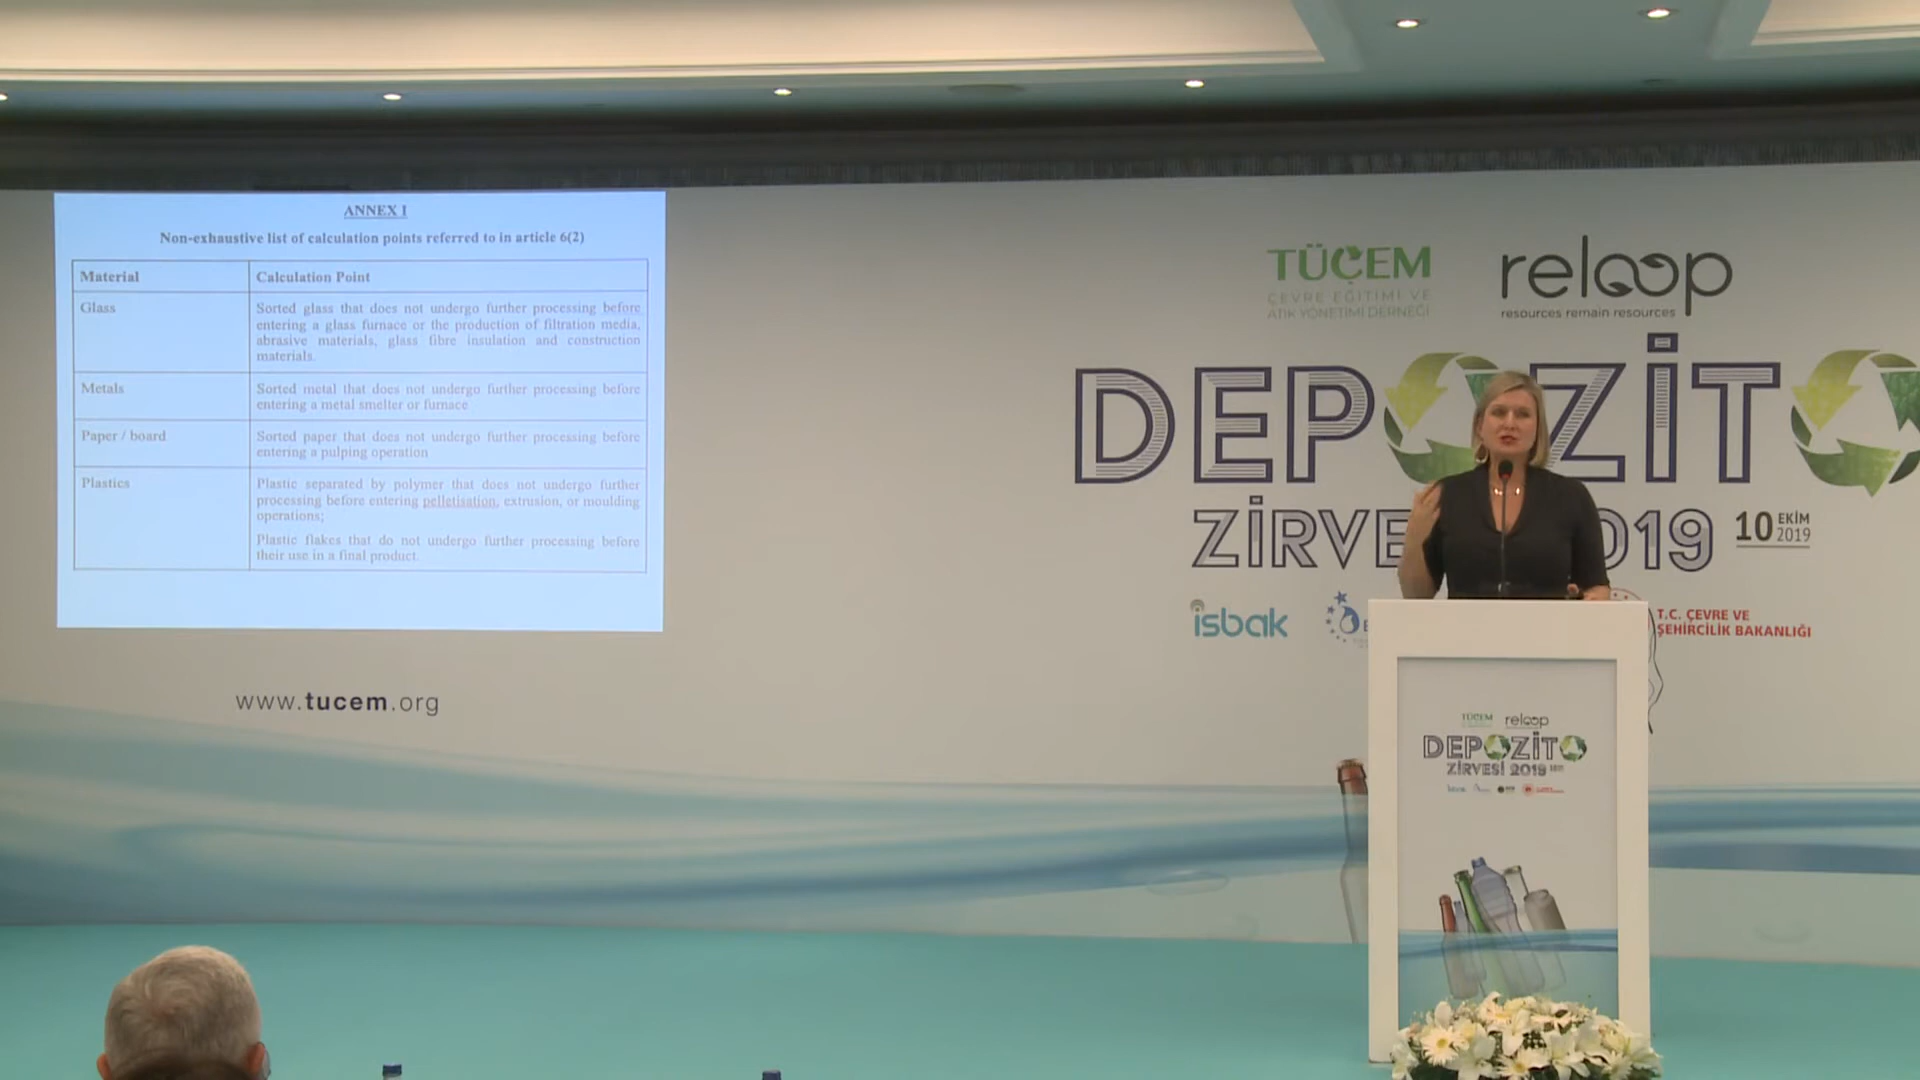 ANNEX I
Non-exhaustive list of calculation points referred to in article 6(2)
Material
Calculation Point
Glass
Sorted glass that does not undergo further processing before
entering a glass furnace or the production of filtration media,
abrasive materials, glass fibre insulation and construction
materials.
Metals
Sorted metal that does not undergo further processing before
entering a metal smelter or furnace
Paper / board
Sorted paper that does not undergo further processing before
entering a pulping operation
Plastics
Plastic separated by polymer that does not undergo further
processing before entering pelletisation, extrusion, or moulding
operations;
Plastic flakes that do not undergo further processing before
their use in a final product.
www.tucem.org
TÜÇEM
ÇEVRE EĞİTİMİ VE
ATIK YÖNETİMİ DERNEĞİ
reloop
resources remain resources
DEPOZİTO
ZİRVE 2019
10 EKİM
2019
isbak
T.C. ÇEVRE VE
ŞEHİRCİLİK BAKANLIĞI
TÜÇEM reloop
DEPOZİTO
ZİRVESİ 2019